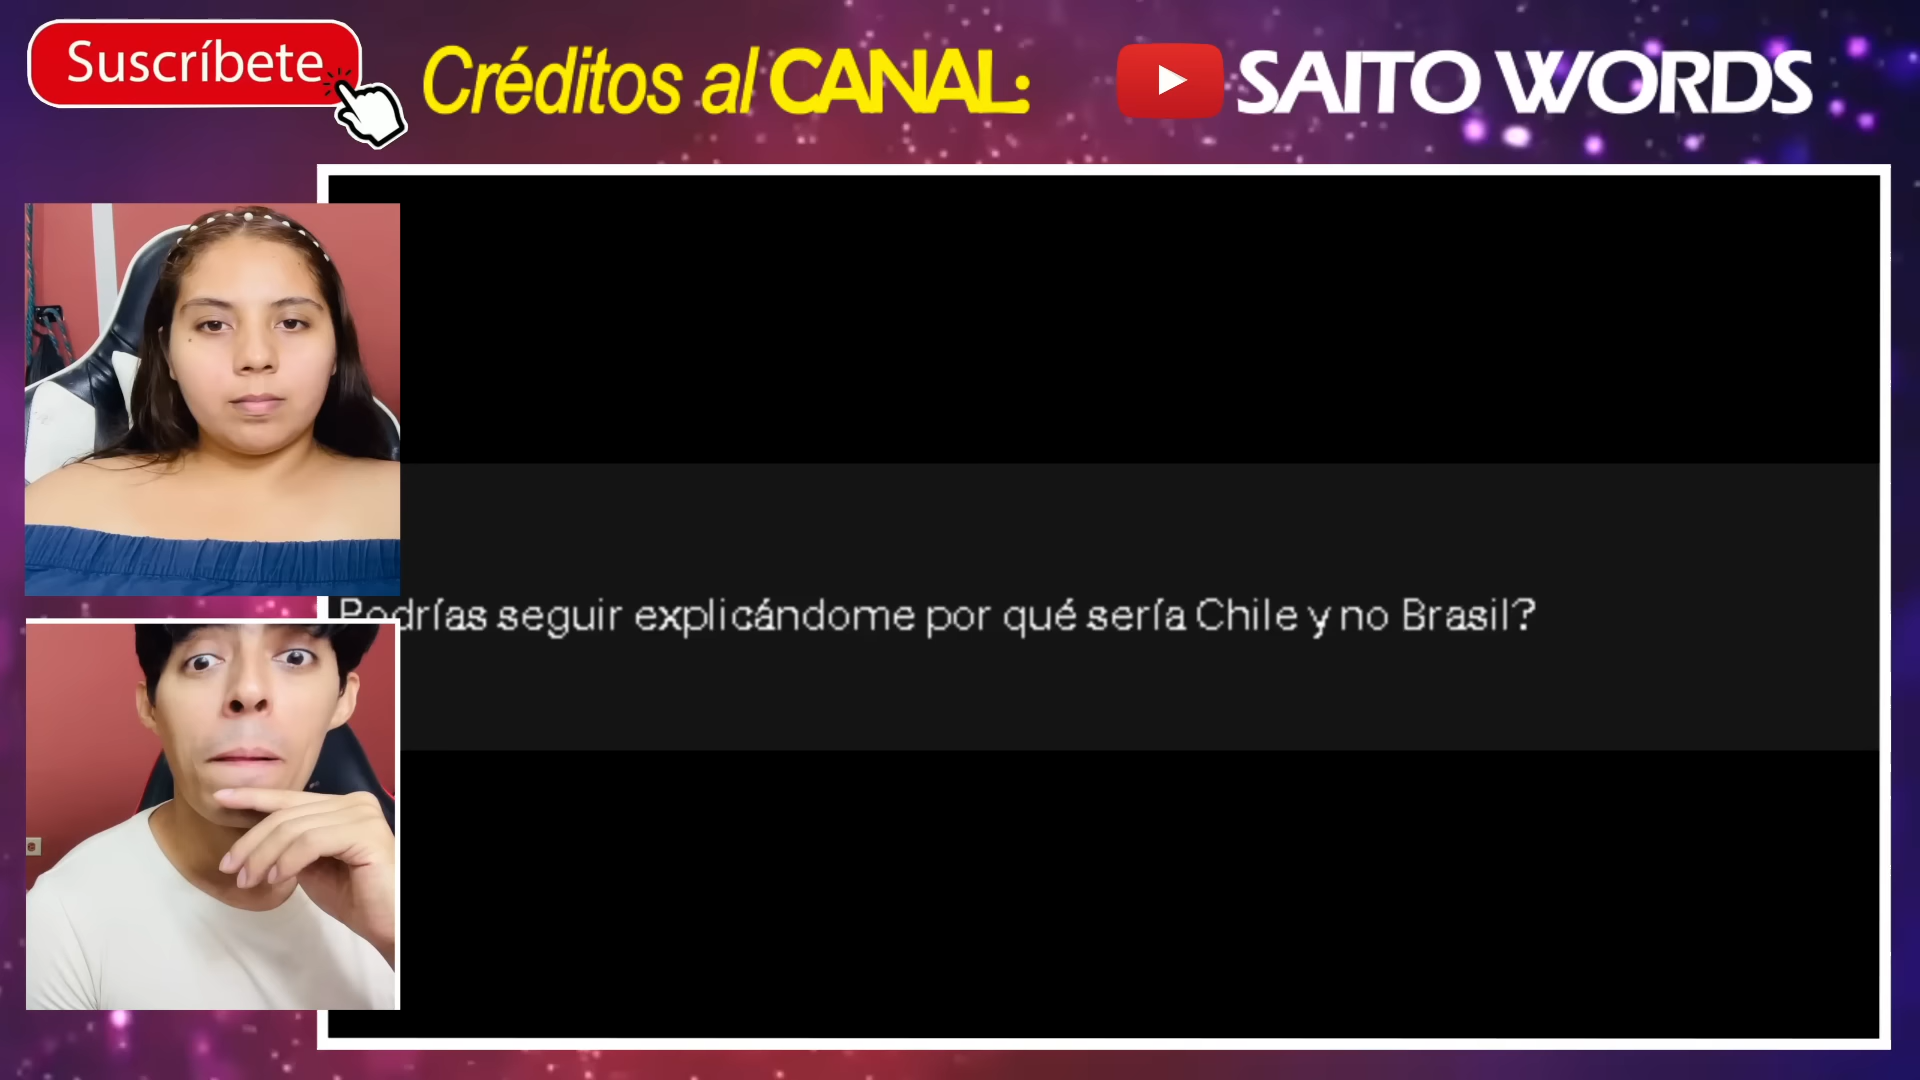 Suscríbete
Créditos al CANAL:
SAITO WORDS
Podrías seguir explicándome por qué sería Chile y no Brasil?